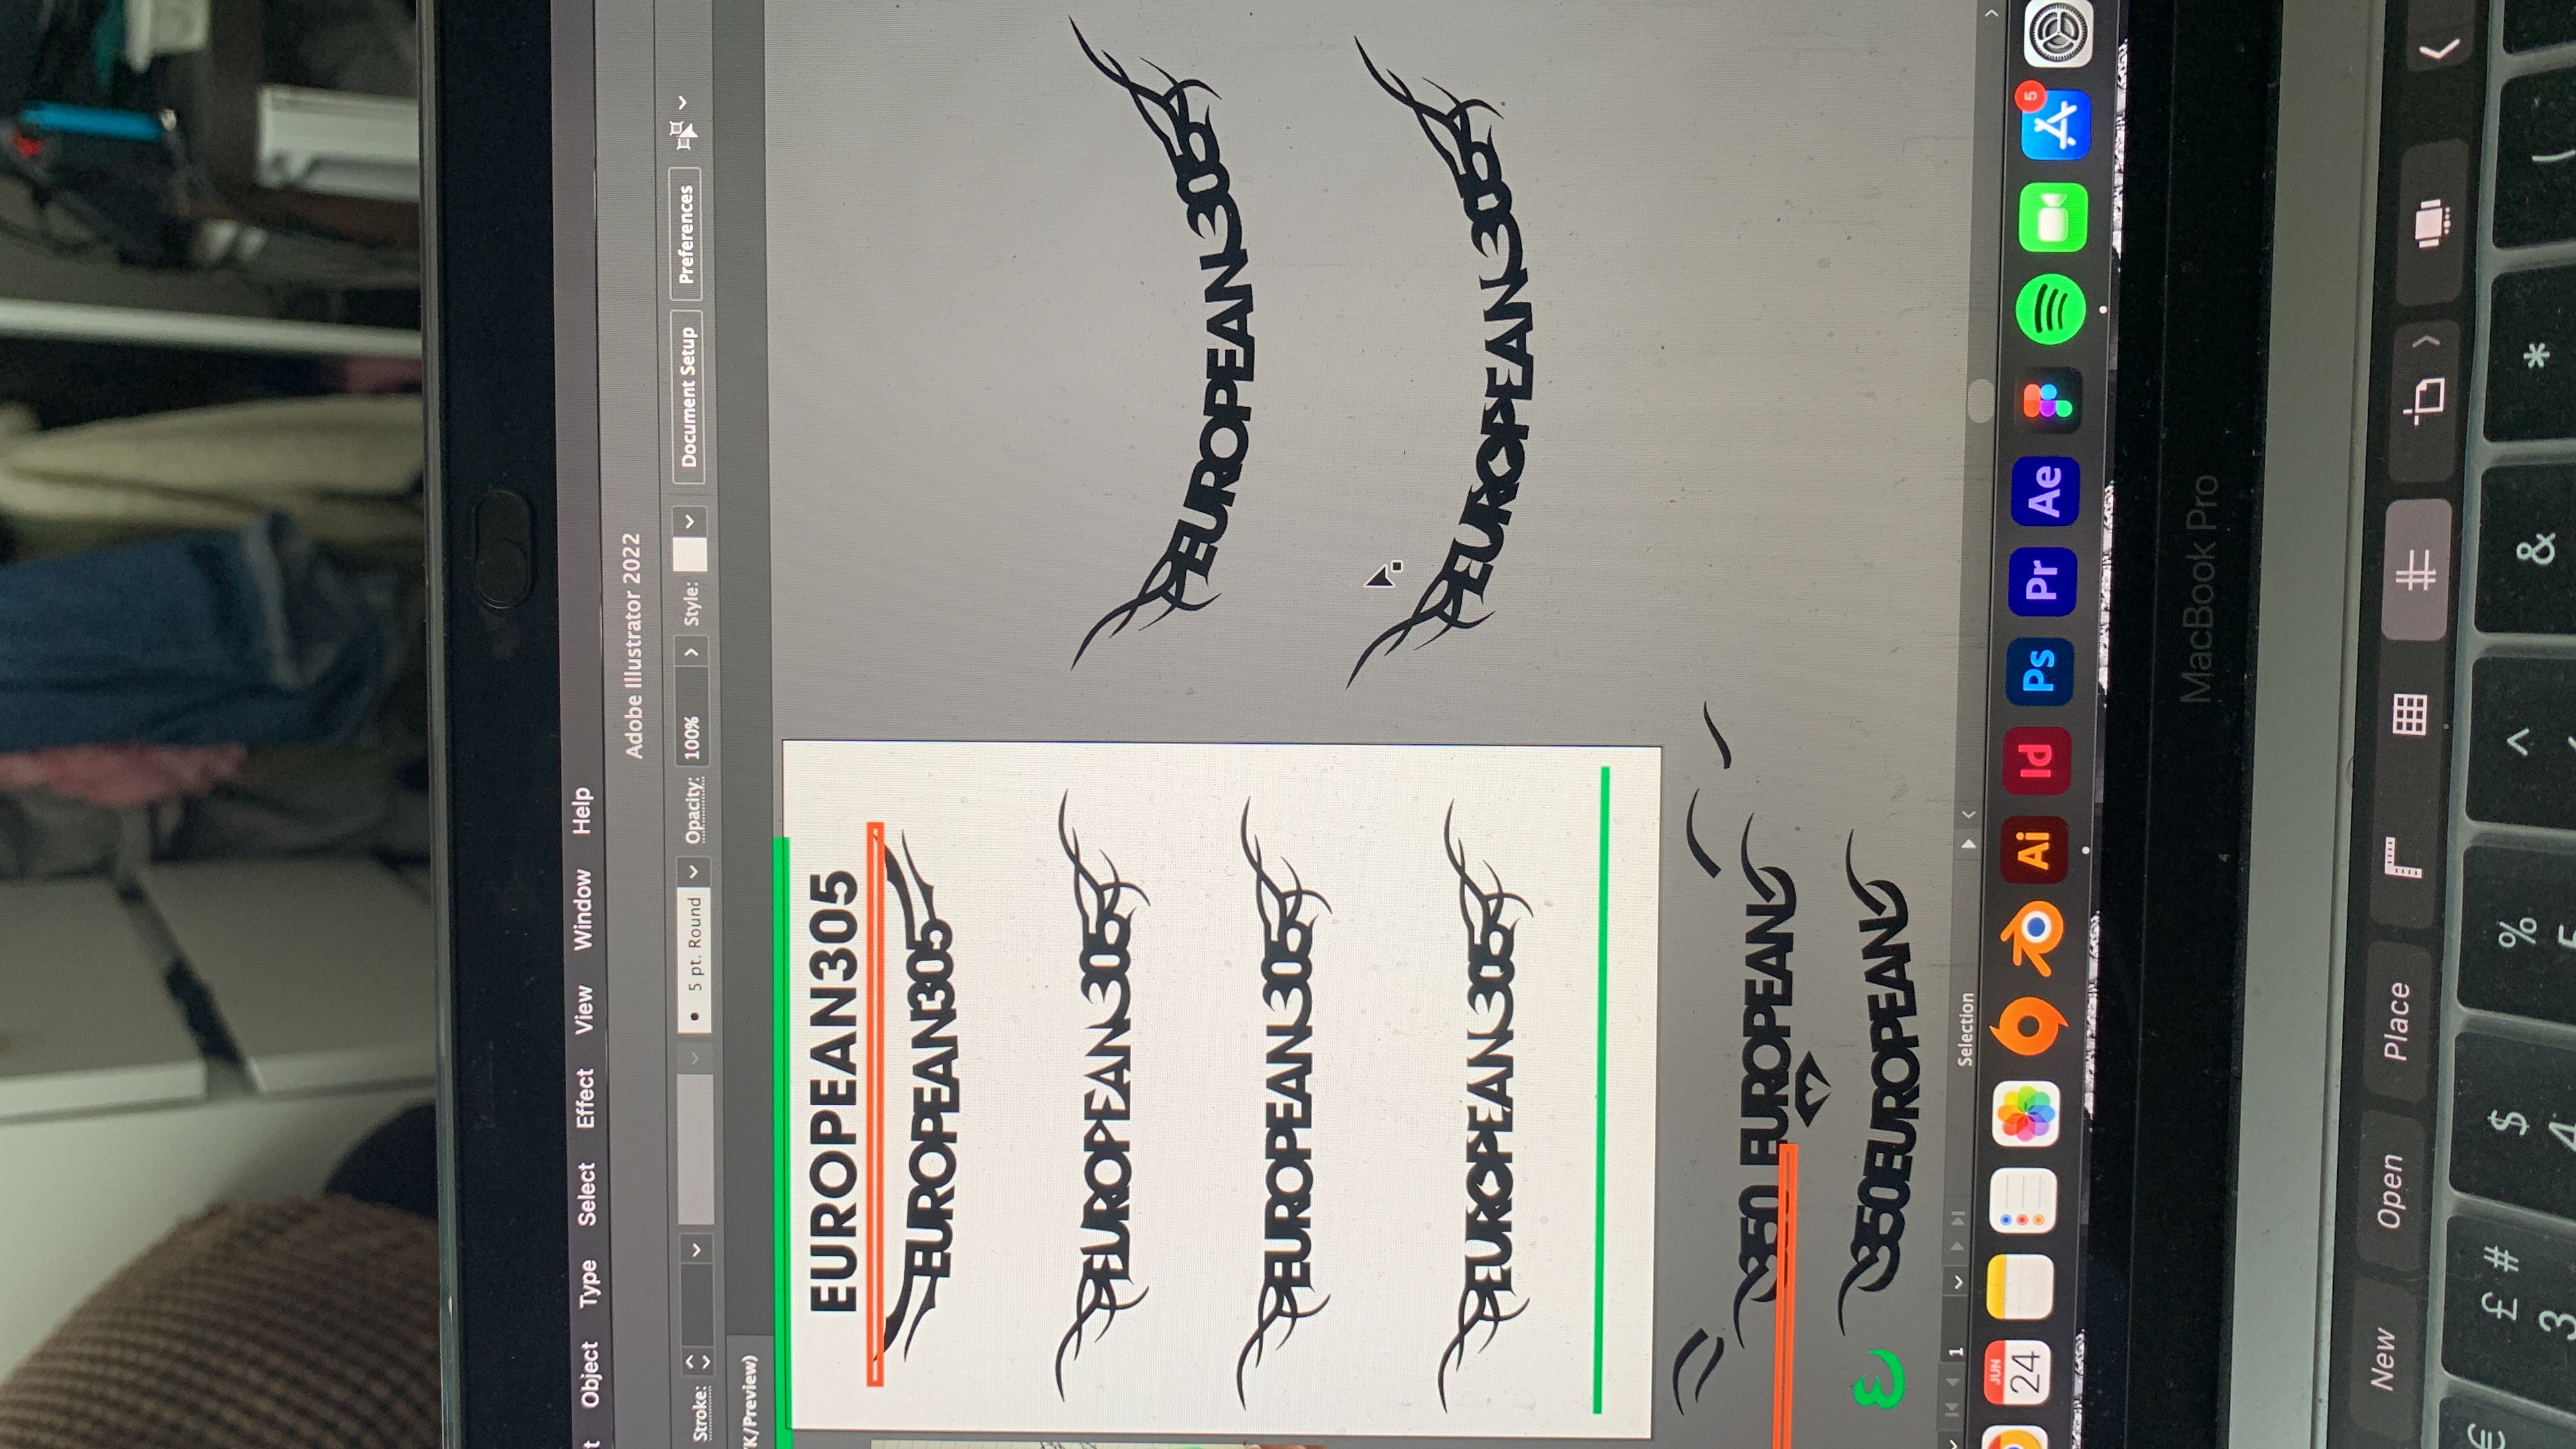 Object Type Select Effect View Window Help
Adobe Illustrator 2022
Stroke: 5 pt. Round Opacity: 100% Style: Document Setup Preferences
K/Preview)
EUROPEAN305
EUROPEAN305
EUROPEAN305
EUROPEAN305
EUROPEAN305
EUROPEAN305
EUROPEAN305
350 EUROPEAN
350EUROPEAN
1 Selection
JUN
24
Ai Id Ps Pr Ae 5
MacBook Pro
New Open Place
€ £ # $ % ^ & * (
3 4 5